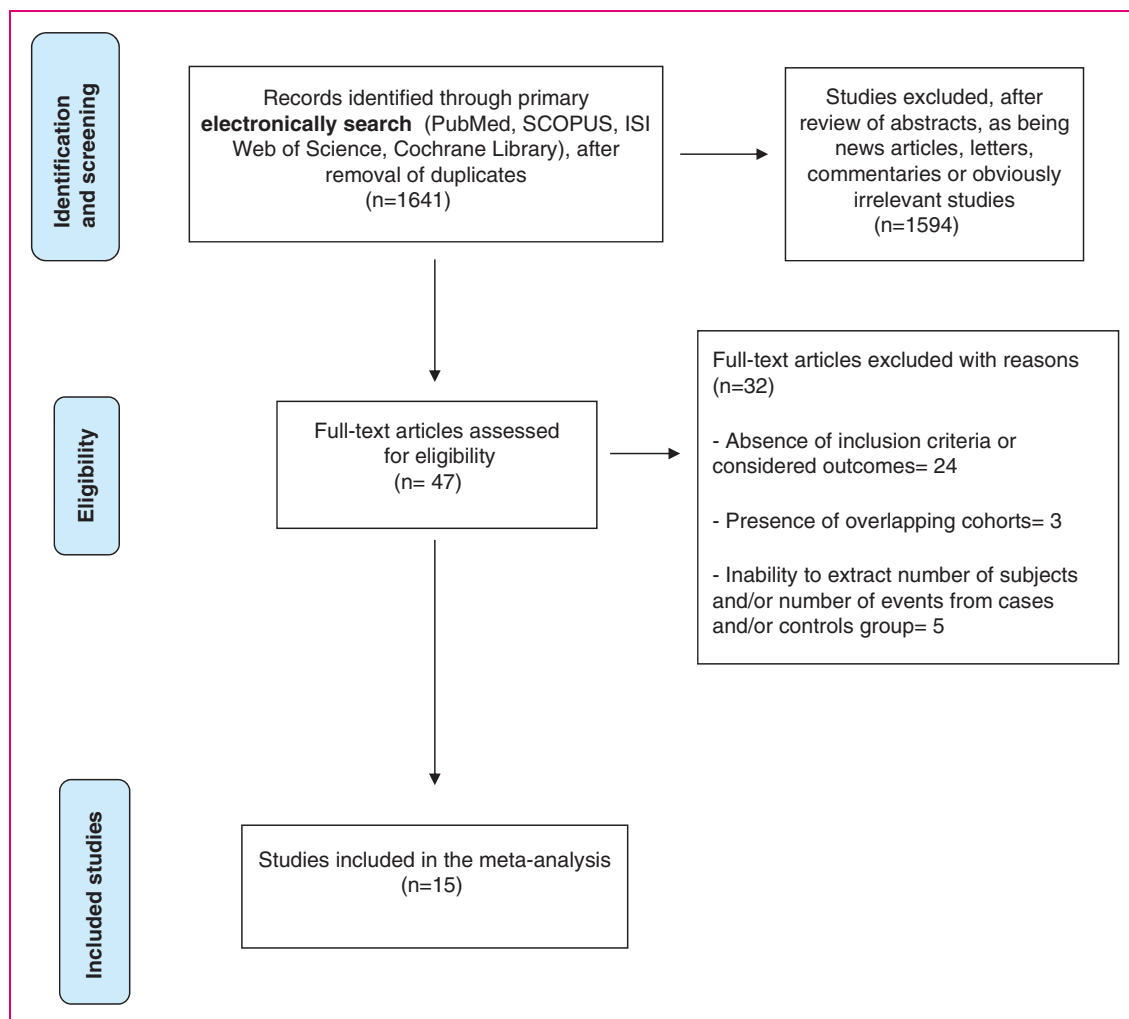 Identification
and screening
Records identified through primary
electronically search (PubMed, SCOPUS, ISI
Web of Science, Cochrane Library), after
removal of duplicates
(n=1641)
Studies excluded, after
review of abstracts, as being
news articles, letters,
commentaries or obviously
irrelevant studies
(n=1594)
Eligibility
Full-text articles assessed
for eligibility
(n= 47)
Full-text articles excluded with reasons
(n=32)
- Absence of inclusion criteria or
considered outcomes= 24
- Presence of overlapping cohorts= 3
- Inability to extract number of subjects
and/or number of events from cases
and/or controls group= 5
Included studies
Studies included in the meta-analysis
(n=15)